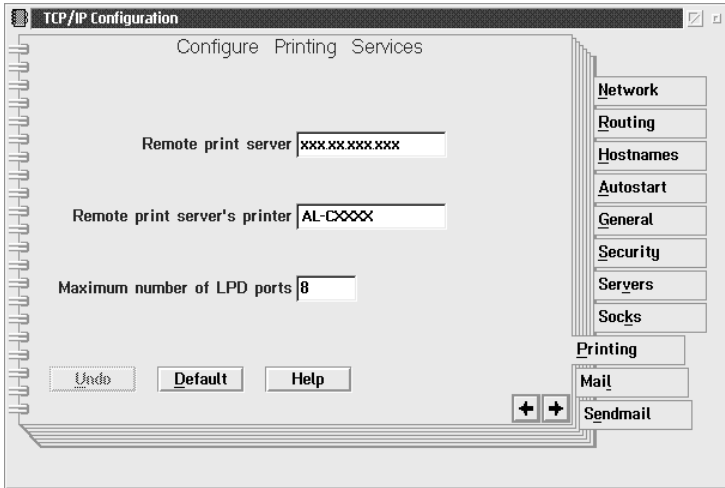 TCP/IP Configuration
Configure Printing Services
Remote print server xxx.xx.xxx.xxx
Remote print server's printer AL-CXXXX
Maximum number of LPD ports 8
Undo Default Help
Network
Routing
Hostnames
Autostart
General
Security
Servers
Socks
Printing
Mail
Sendmail